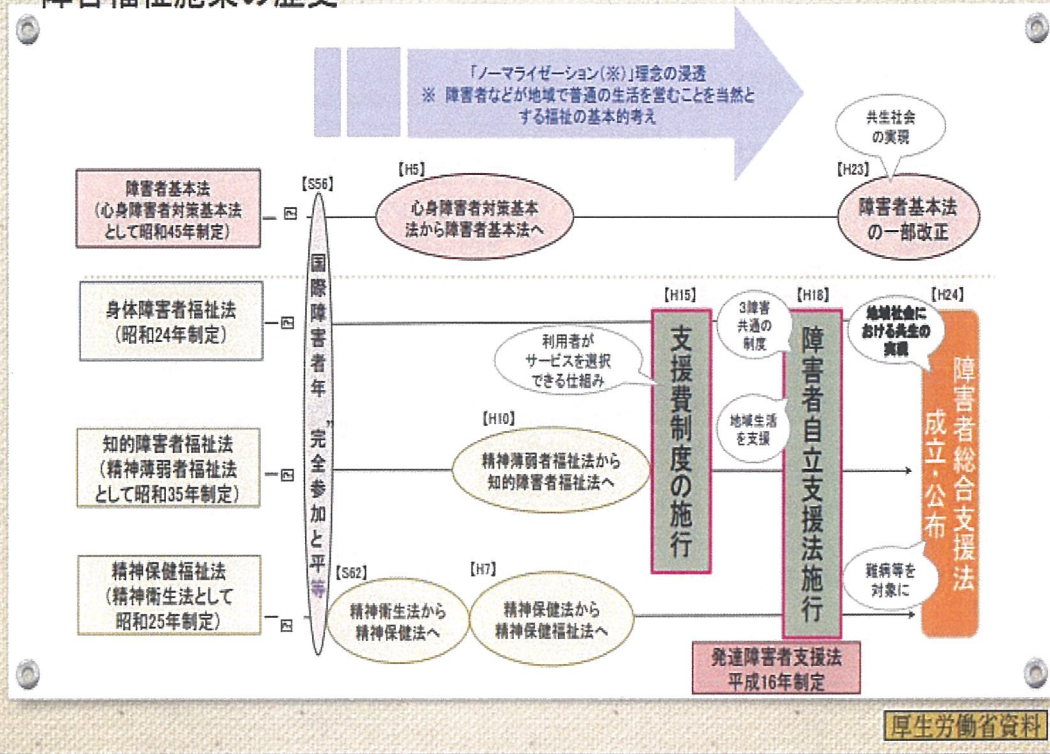 障害福祉施策の歴史
「ノーマライゼーション(※)」理念の浸透
※ 障害者などが地域で普通の生活を営むことを当然と
する福祉の基本的考え
共生社会
の実現
障害者基本法
(心身障害者対策基本法
として昭和45年制定)
【S56】
【H5】
心身障害者対策基本
法から障害者基本法へ
【H23】
障害者基本法
の一部改正
国際障害者年 "完全参加と平等
身体障害者福祉法
(昭和24年制定)
利用者が
サービスを選択
できる仕組み
【H15】
支援費制度の施行
3障害
共通の
制度
地域生活
を支援
【H18】
障害者自立支援法施行
地域社会に
おける共生の
実現
【H24】
障害者総合支援法
成立・公布
難病等を
対象に
知的障害者福祉法
(精神薄弱者福祉法
として昭和35年制定)
【H10】
精神薄弱者福祉法から
知的障害者福祉法へ
精神保健福祉法
(精神衛生法として
昭和25年制定)
【S62】
精神衛生法から
精神保健法へ
【H7】
精神保健法から
精神保健福祉法へ
発達障害者支援法
平成16年制定
厚生労働省資料